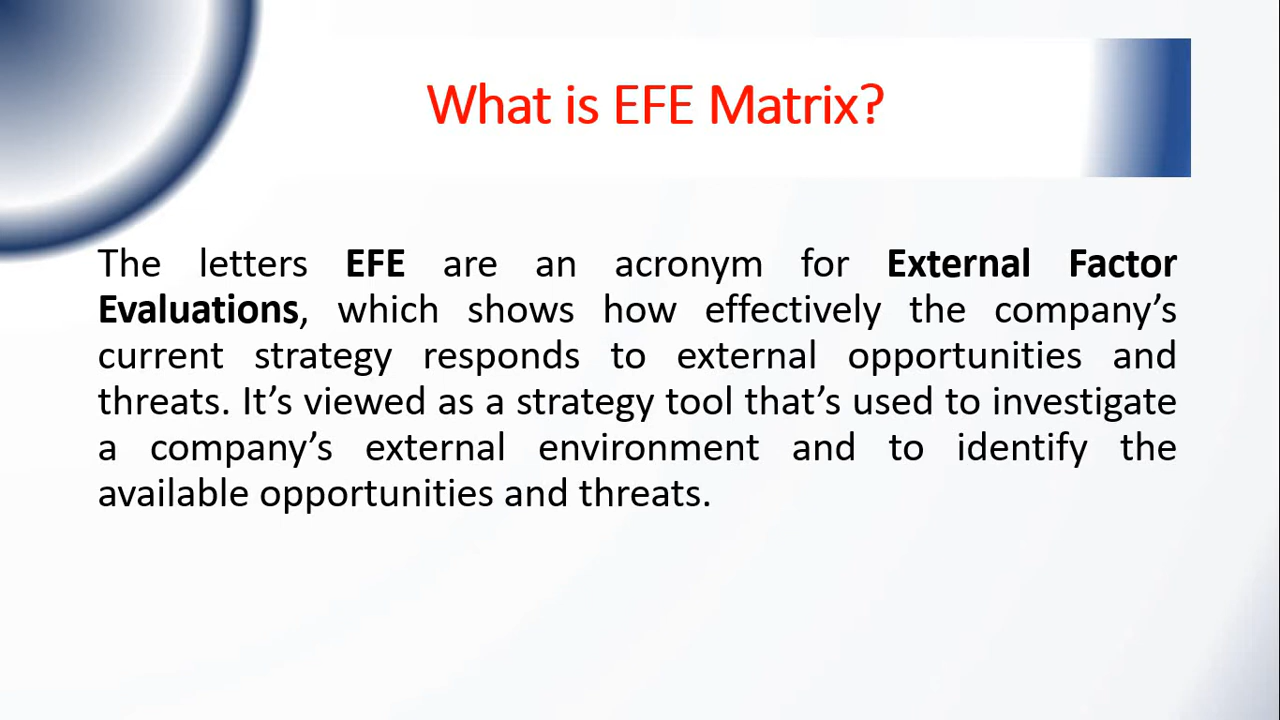 What is EFE Matrix?
The letters EFE are an acronym for External Factor
Evaluations, which shows how effectively the company’s
current strategy responds to external opportunities and
threats. It’s viewed as a strategy tool that’s used to investigate
a company’s external environment and to identify the
available opportunities and threats.